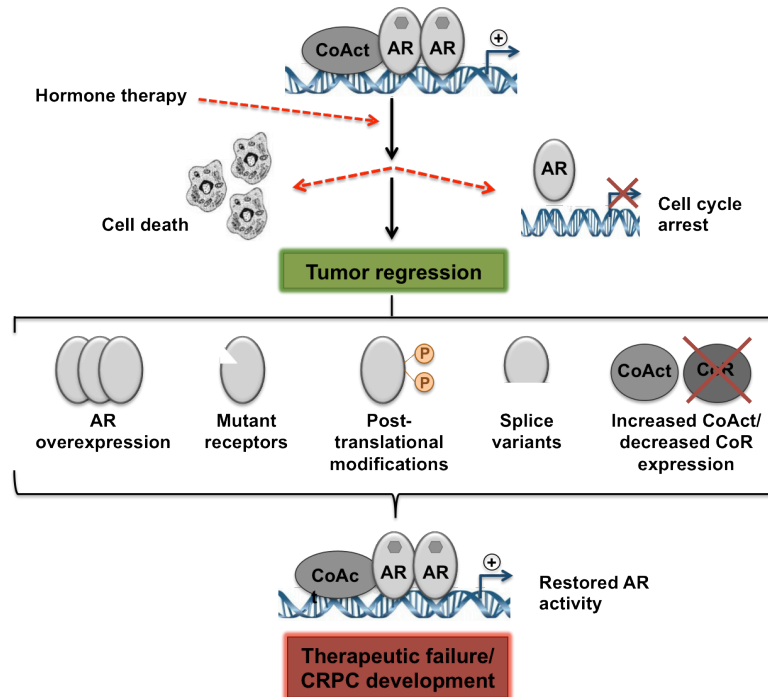 CoAct AR AR +
Hormone therapy
AR
Cell death
Cell cycle
arrest
Tumor regression
P
P
CoAct CoR
AR
overexpression
Mutant
receptors
Post-
translational
modifications
Splice
variants
Increased CoAct/
decreased CoR
expression
CoAc
t
AR AR +
Restored AR
activity
Therapeutic failure/
CRPC development